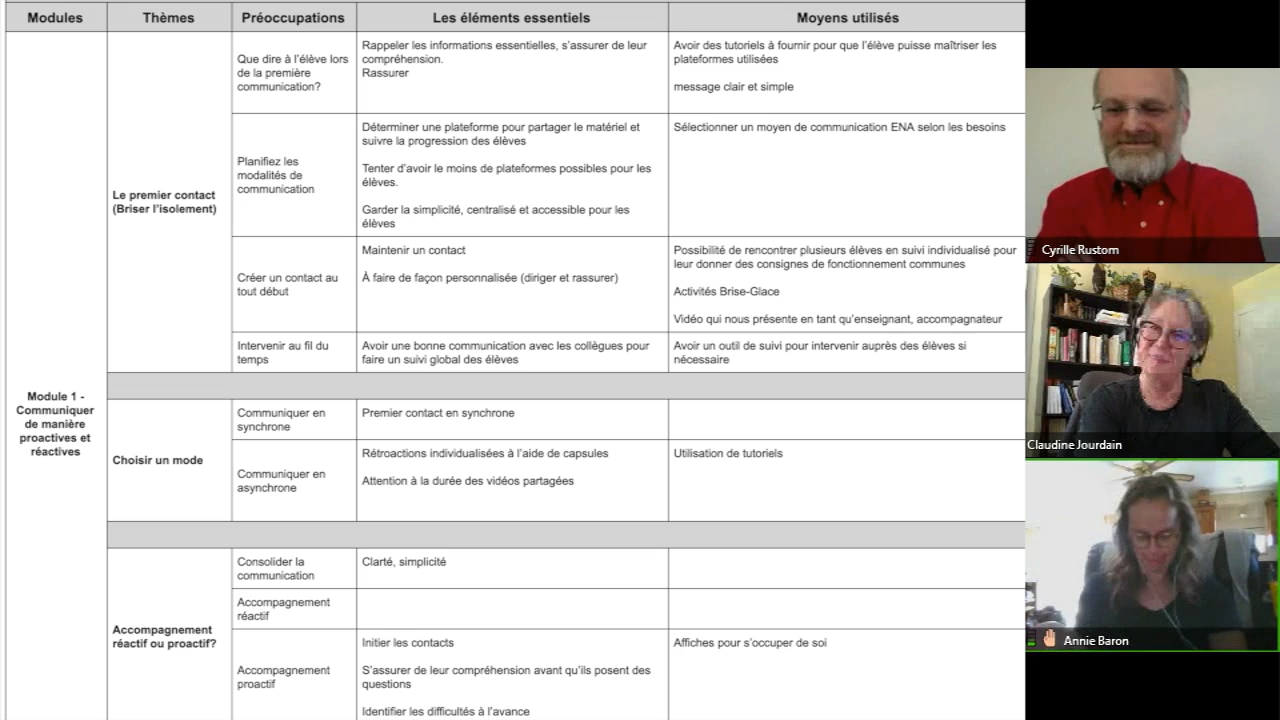 Modules
Thèmes
Préoccupations
Les éléments essentiels
Moyens utilisés
Module 1 -
Communiquer
de manière
proactives et
réactives
Le premier contact
(Briser l'isolement)
Que dire à l'élève lors
de la première
communication?
Rappeler les informations essentielles, s'assurer de leur
compréhension.
Rassurer
Avoir des tutoriels à fournir pour que l'élève puisse maîtriser les
plateformes utilisées
message clair et simple
Planifiez les
modalités de
communication
Déterminer une plateforme pour partager le matériel et
suivre la progression des élèves
Tenter d'avoir le moins de plateformes possibles pour les
élèves.
Garder la simplicité, centralisé et accessible pour les
élèves
Sélectionner un moyen de communication ENA selon les besoins
Créer un contact au
tout début
Maintenir un contact
À faire de façon personnalisée (diriger et rassurer)
Possibilité de rencontrer plusieurs élèves en suivi individualisé pour
leur donner des consignes de fonctionnement communes
Activités Brise-Glace
Vidéo qui nous présente en tant qu'enseignant, accompagnateur
Intervenir au fil du
temps
Avoir une bonne communication avec les collègues pour
faire un suivi global des élèves
Avoir un outil de suivi pour intervenir auprès des élèves si
nécessaire
Choisir un mode
Communiquer en
synchrone
Premier contact en synchrone
Communiquer en
asynchrone
Rétroactions individualisées à l'aide de capsules
Attention à la durée des vidéos partagées
Utilisation de tutoriels
Accompagnement
réactif ou proactif?
Consolider la
communication
Clarté, simplicité
Accompagnement
réactif
Accompagnement
proactif
Initier les contacts
S'assurer de leur compréhension avant qu'ils posent des
questions
Identifier les difficultés à l'avance
Affiches pour s'occuper de soi
Cyrille Rustom
Claudine Jourdain
Annie Baron